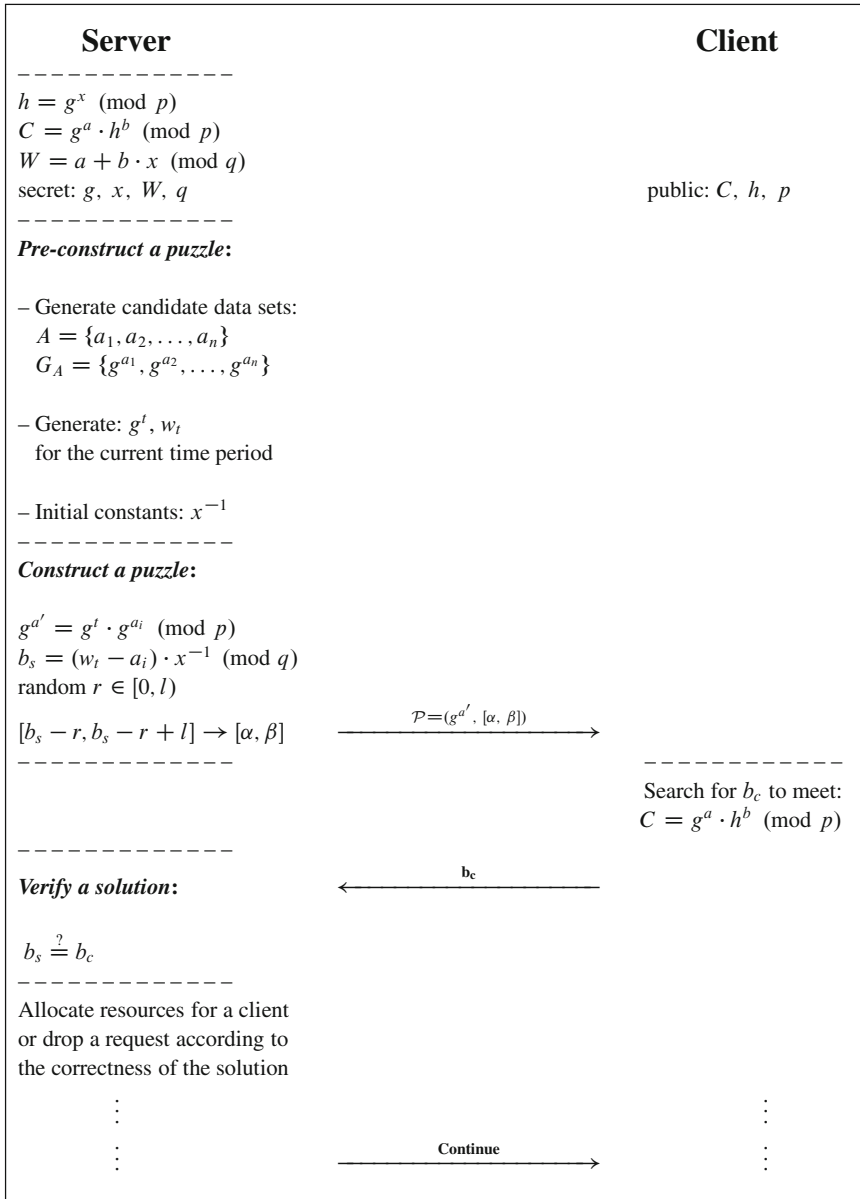 Server Client
h = g^x (mod p)
C = g^a · h^b (mod p)
W = a + b · x (mod q)
secret: g, x, W, q public: C, h, p
Pre-construct a puzzle:
– Generate candidate data sets:
A = {a_1, a_2, . . . , a_n}
G_A = {g^{a_1}, g^{a_2}, . . . , g^{a_n}}
– Generate: g^t, w_t
for the current time period
– Initial constants: x^{−1}
Construct a puzzle:
g^{a′} = g^t · g^{a_i} (mod p)
b_s = (w_t − a_i) · x^{−1} (mod q)
random r ∈ [0, l)
[b_s − r, b_s − r + l] → [α, β] 𝒫=(g^{a′}, [α, β])
Search for b_c to meet:
C = g^a · h^b (mod p)
Verify a solution: b_c
b_s ≟ b_c
Allocate resources for a client
or drop a request according to
the correctness of the solution
⋮ ⋮
⋮ Continue ⋮